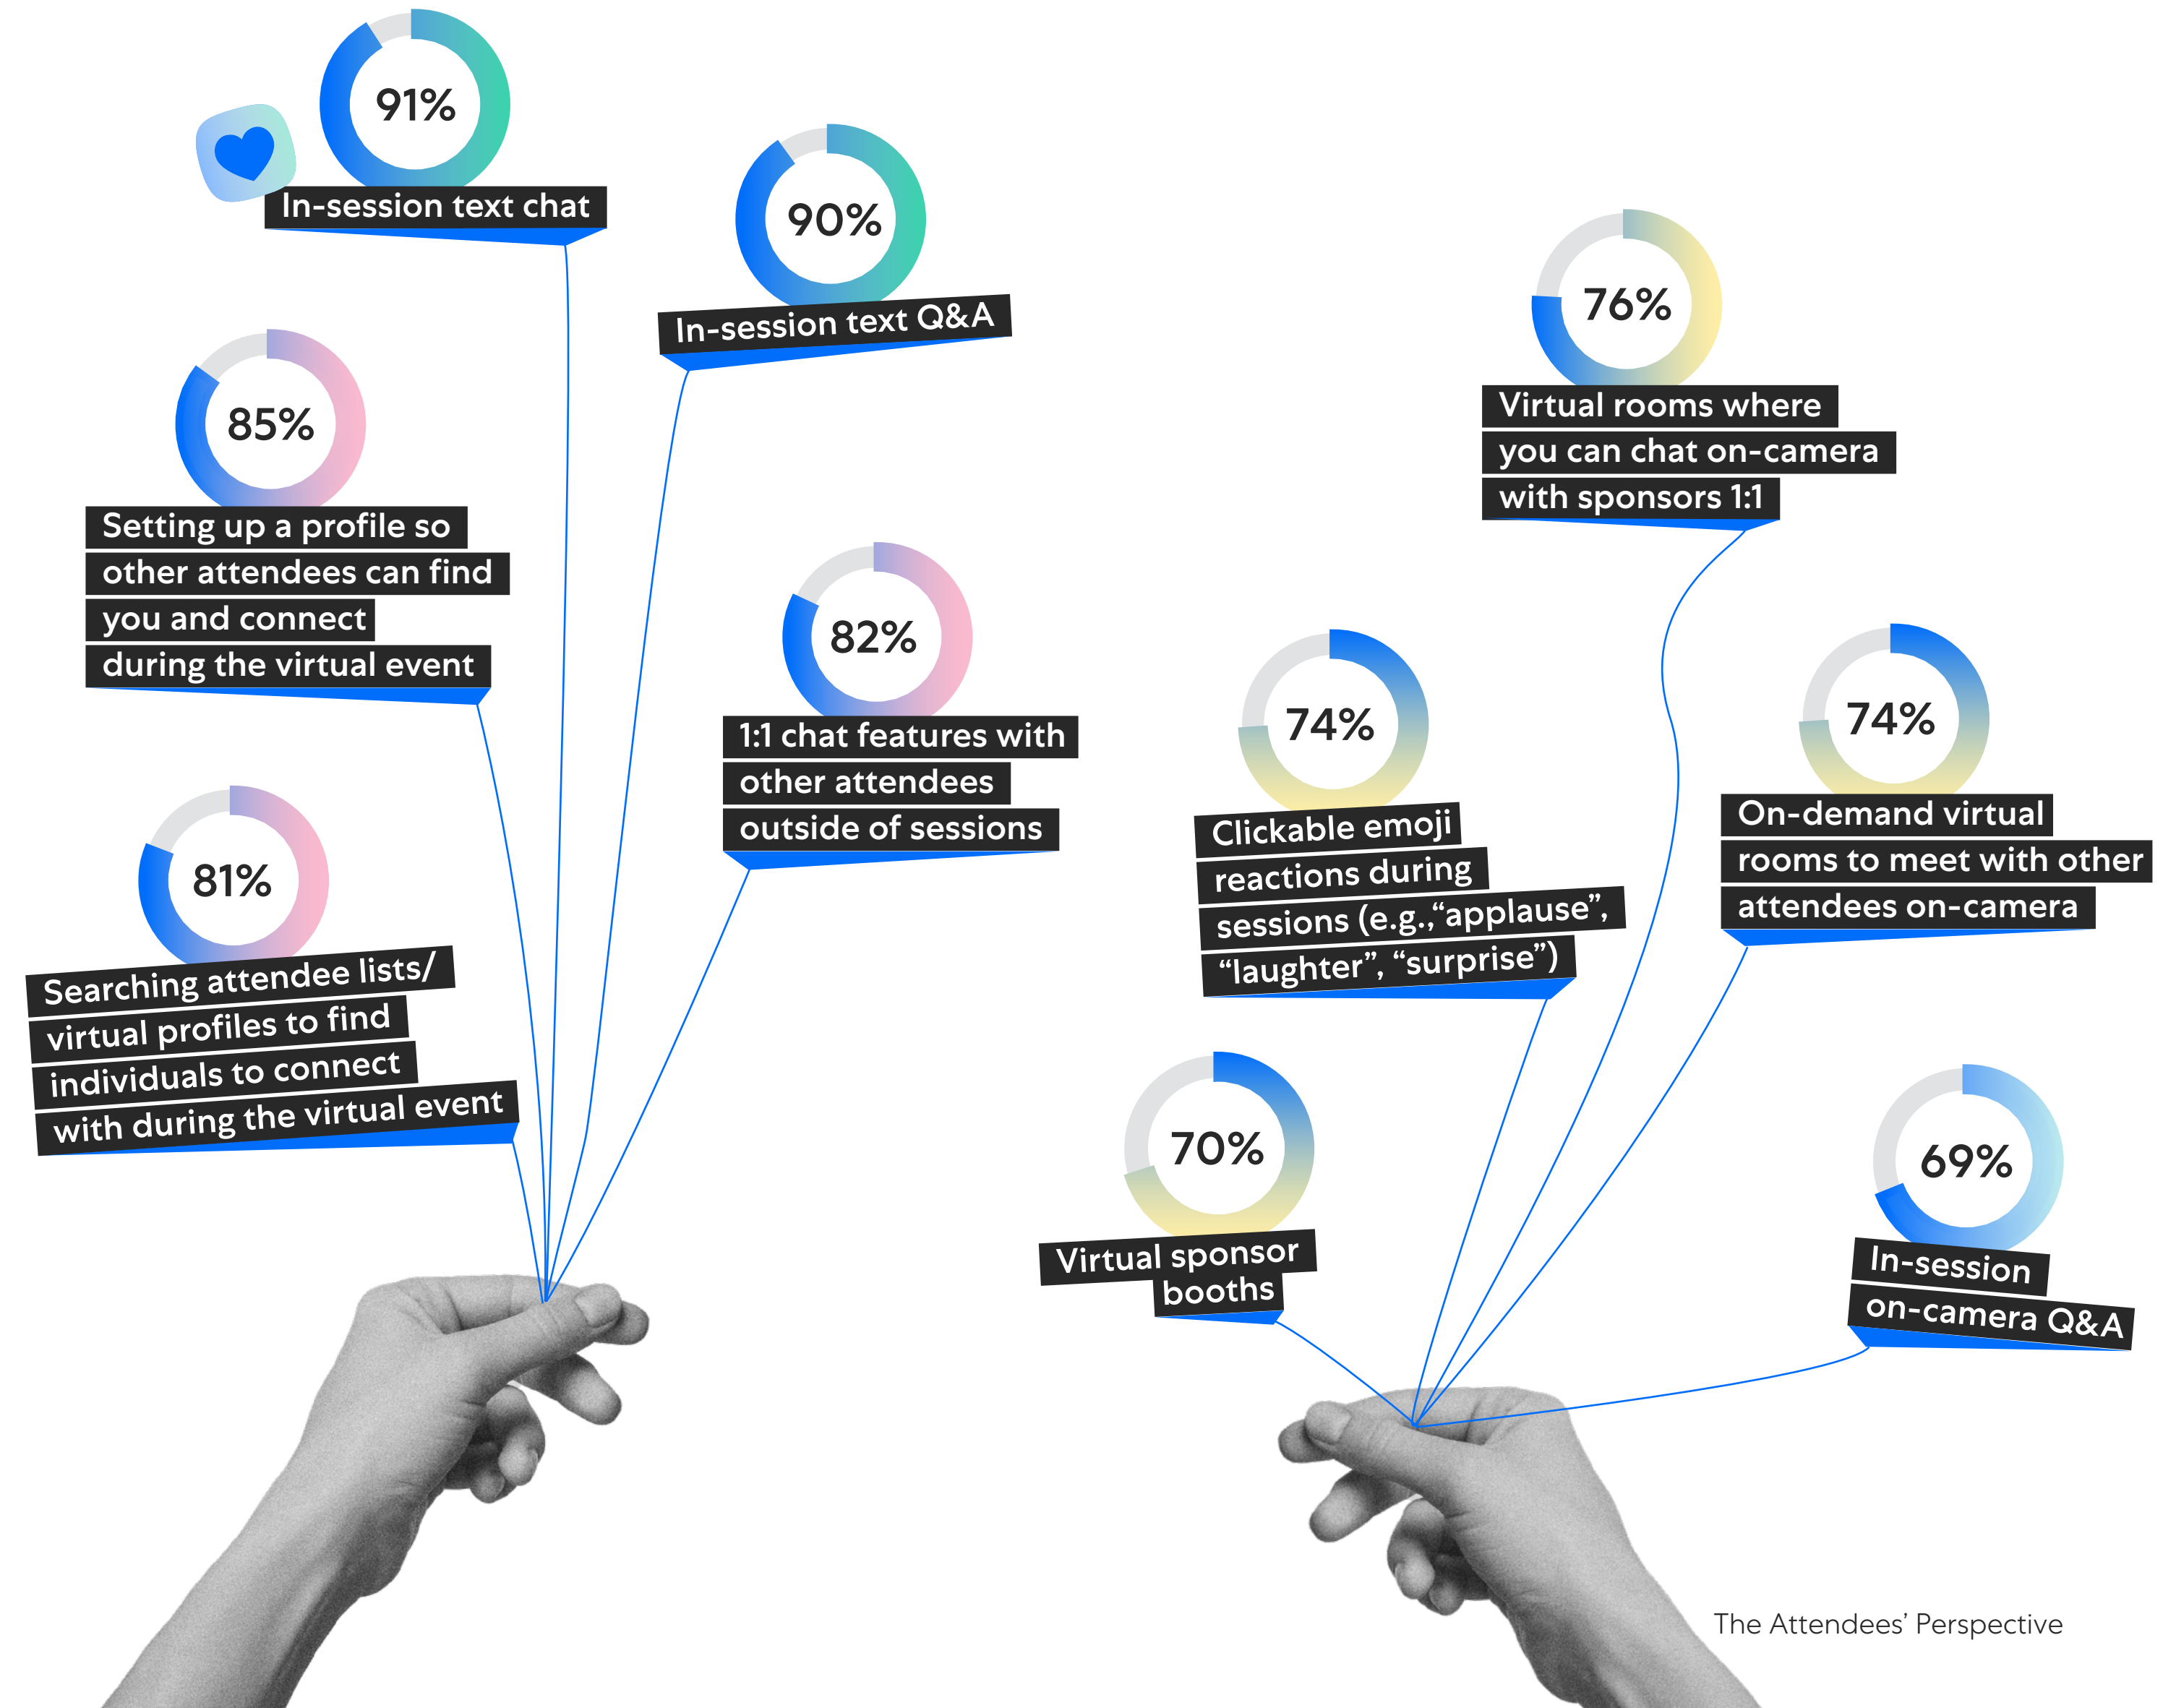 91%
In-session text chat
90%
In-session text Q&A
85%
Setting up a profile so
other attendees can find
you and connect
during the virtual event
82%
1:1 chat features with
other attendees
outside of sessions
81%
Searching attendee lists/
virtual profiles to find
individuals to connect
with during the virtual event
76%
Virtual rooms where
you can chat on-camera
with sponsors 1:1
74%
Clickable emoji
reactions during
sessions (e.g.,“applause”,
“laughter”, “surprise”)
74%
On-demand virtual
rooms to meet with other
attendees on-camera
70%
Virtual sponsor
booths
69%
In-session
on-camera Q&A
The Attendees’ Perspective